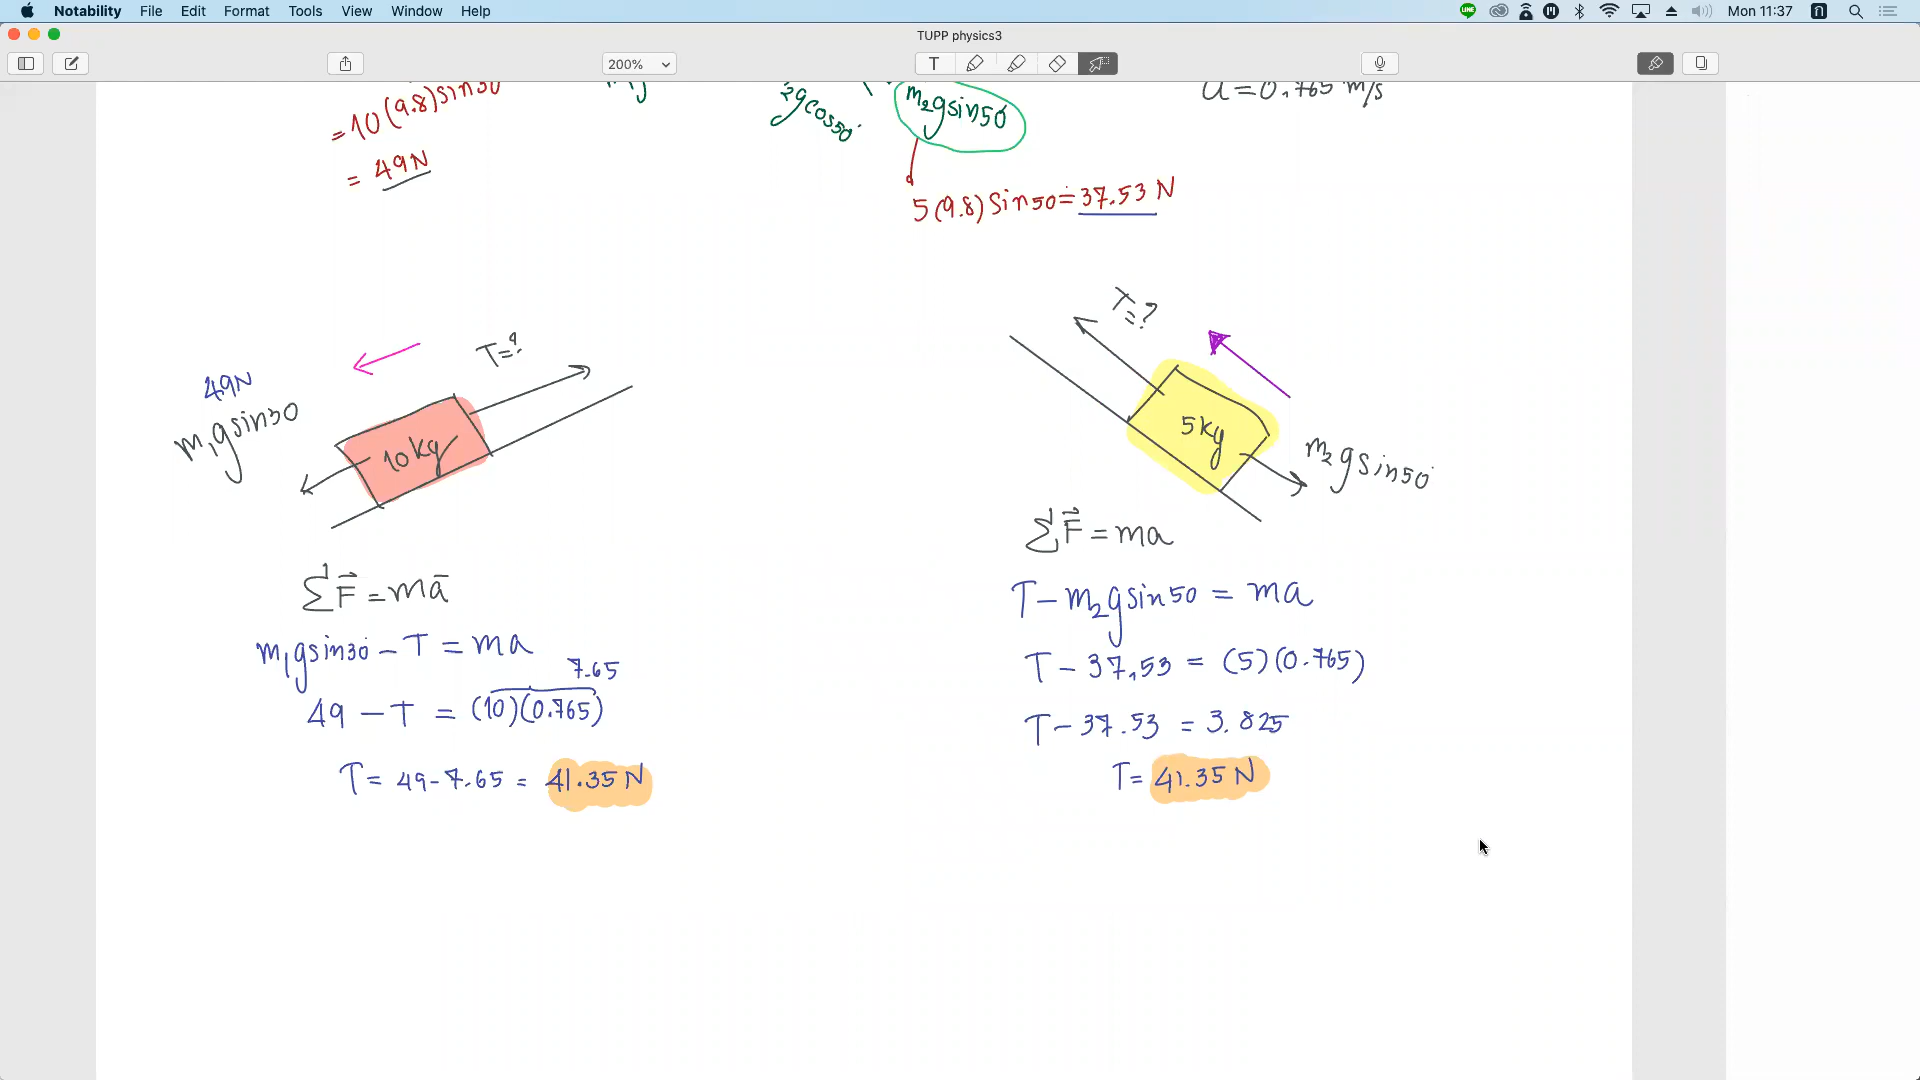 Notability File Edit Format Tools View Window Help
Mon 11:37
TUPP physics3
200%
T
= 10(9.8)sin30
= 49N
m₂gsin50
5(9.8)Sin50 = 37.53 N
a = 0.765 m/s
T=?
49N
m₁gsin30
10kg
ΣF⃗ = mā
m₁gsin30 – T = ma
7.65
49 – T = (10)(0.765)
T = 49-7.65 = 41.35 N
T=?
5kg
m₂gsin50
ΣF⃗ = ma
T – m₂gsin50 = ma
T – 37.53 = (5)(0.765)
T – 37.53 = 3.825
T = 41.35 N